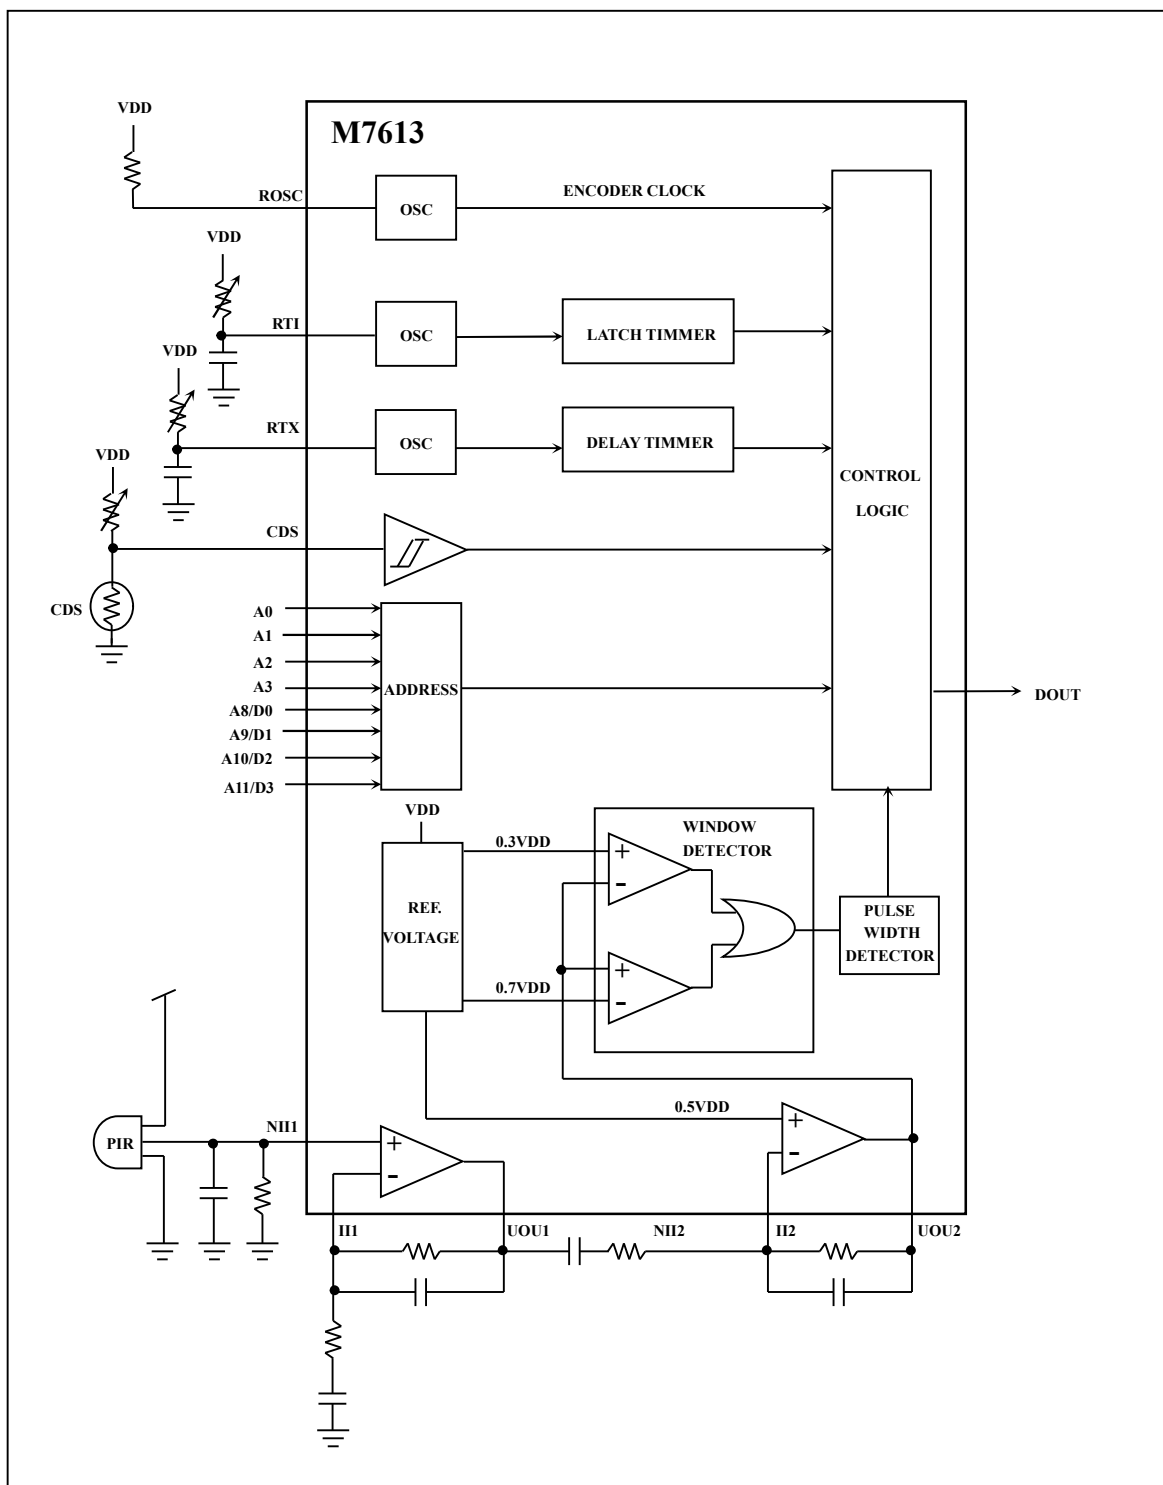 VDD
M7613
ROSC
OSC
ENCODER CLOCK
VDD
RTI
OSC
LATCH TIMMER
VDD
RTX
OSC
DELAY TIMMER
VDD
CONTROL
LOGIC
CDS
CDS
A0
A1
A2
A3
A8/D0
A9/D1
A10/D2
A11/D3
ADDRESS
DOUT
VDD
0.3VDD
WINDOW
DETECTOR
+
-
REF.
VOLTAGE
PULSE
WIDTH
DETECTOR
0.7VDD
+
-
0.5VDD
+
-
PIR
NII1
+
-
II1
UOU1
NII2
II2
UOU2